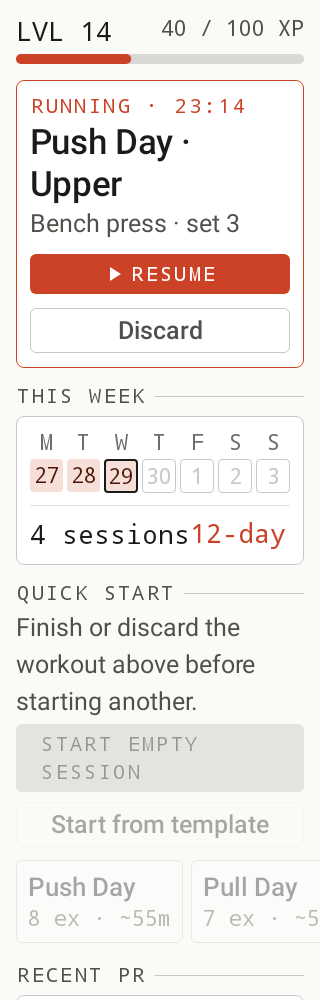 LVL 14 40 / 100 XP
RUNNING · 23:14
Push Day ·
Upper
Bench press · set 3
RESUME
Discard
THIS WEEK
M T W T F S S
27 28 29 30 1 2 3
4 sessions 12-day
QUICK START
Finish or discard the
workout above before
starting another.
START EMPTY
SESSION
Start from template
Push Day Pull Day
8 ex · ~55m 7 ex · ~5
RECENT PR